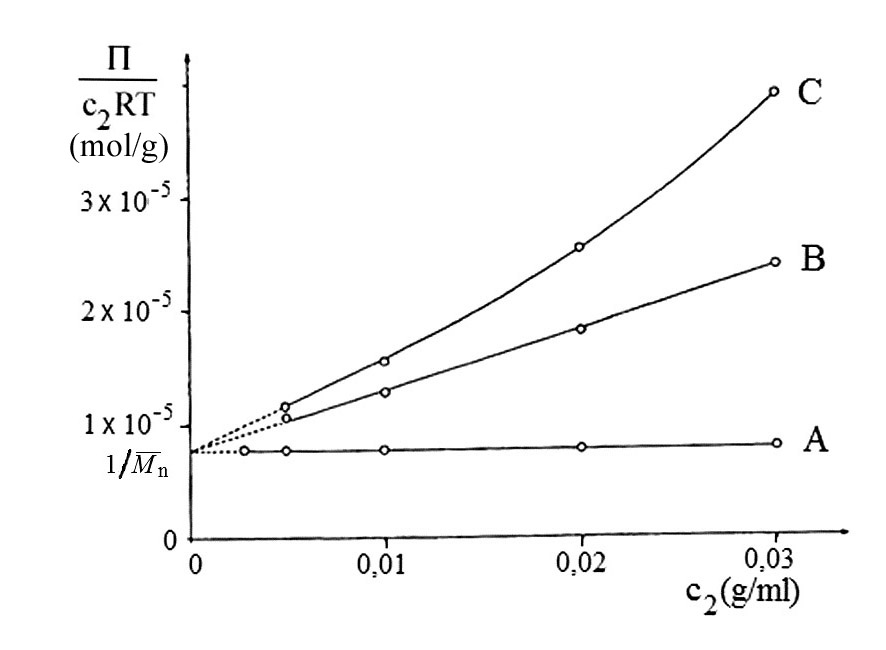 Π
c₂RT
(mol/g)
C
3 x 10⁻⁵
B
2 x 10⁻⁵
1 x 10⁻⁵
A
1/M̅ₙ
0
0
0,01
0,02
0,03
c₂(g/ml)